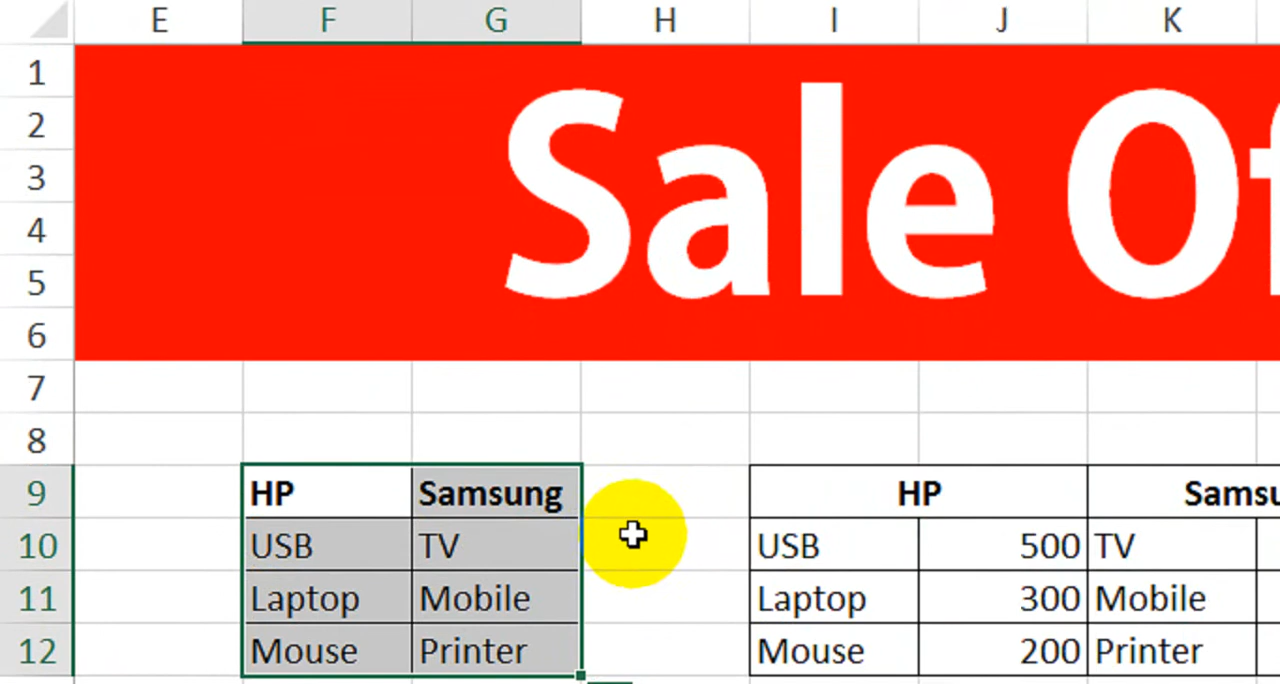 E F G H I J K
1
Sale Of
2
3
4
5
6
7
8
9 HP Samsung HP Samsu
10 USB TV USB 500 TV
11 Laptop Mobile Laptop 300 Mobile
12 Mouse Printer Mouse 200 Printer